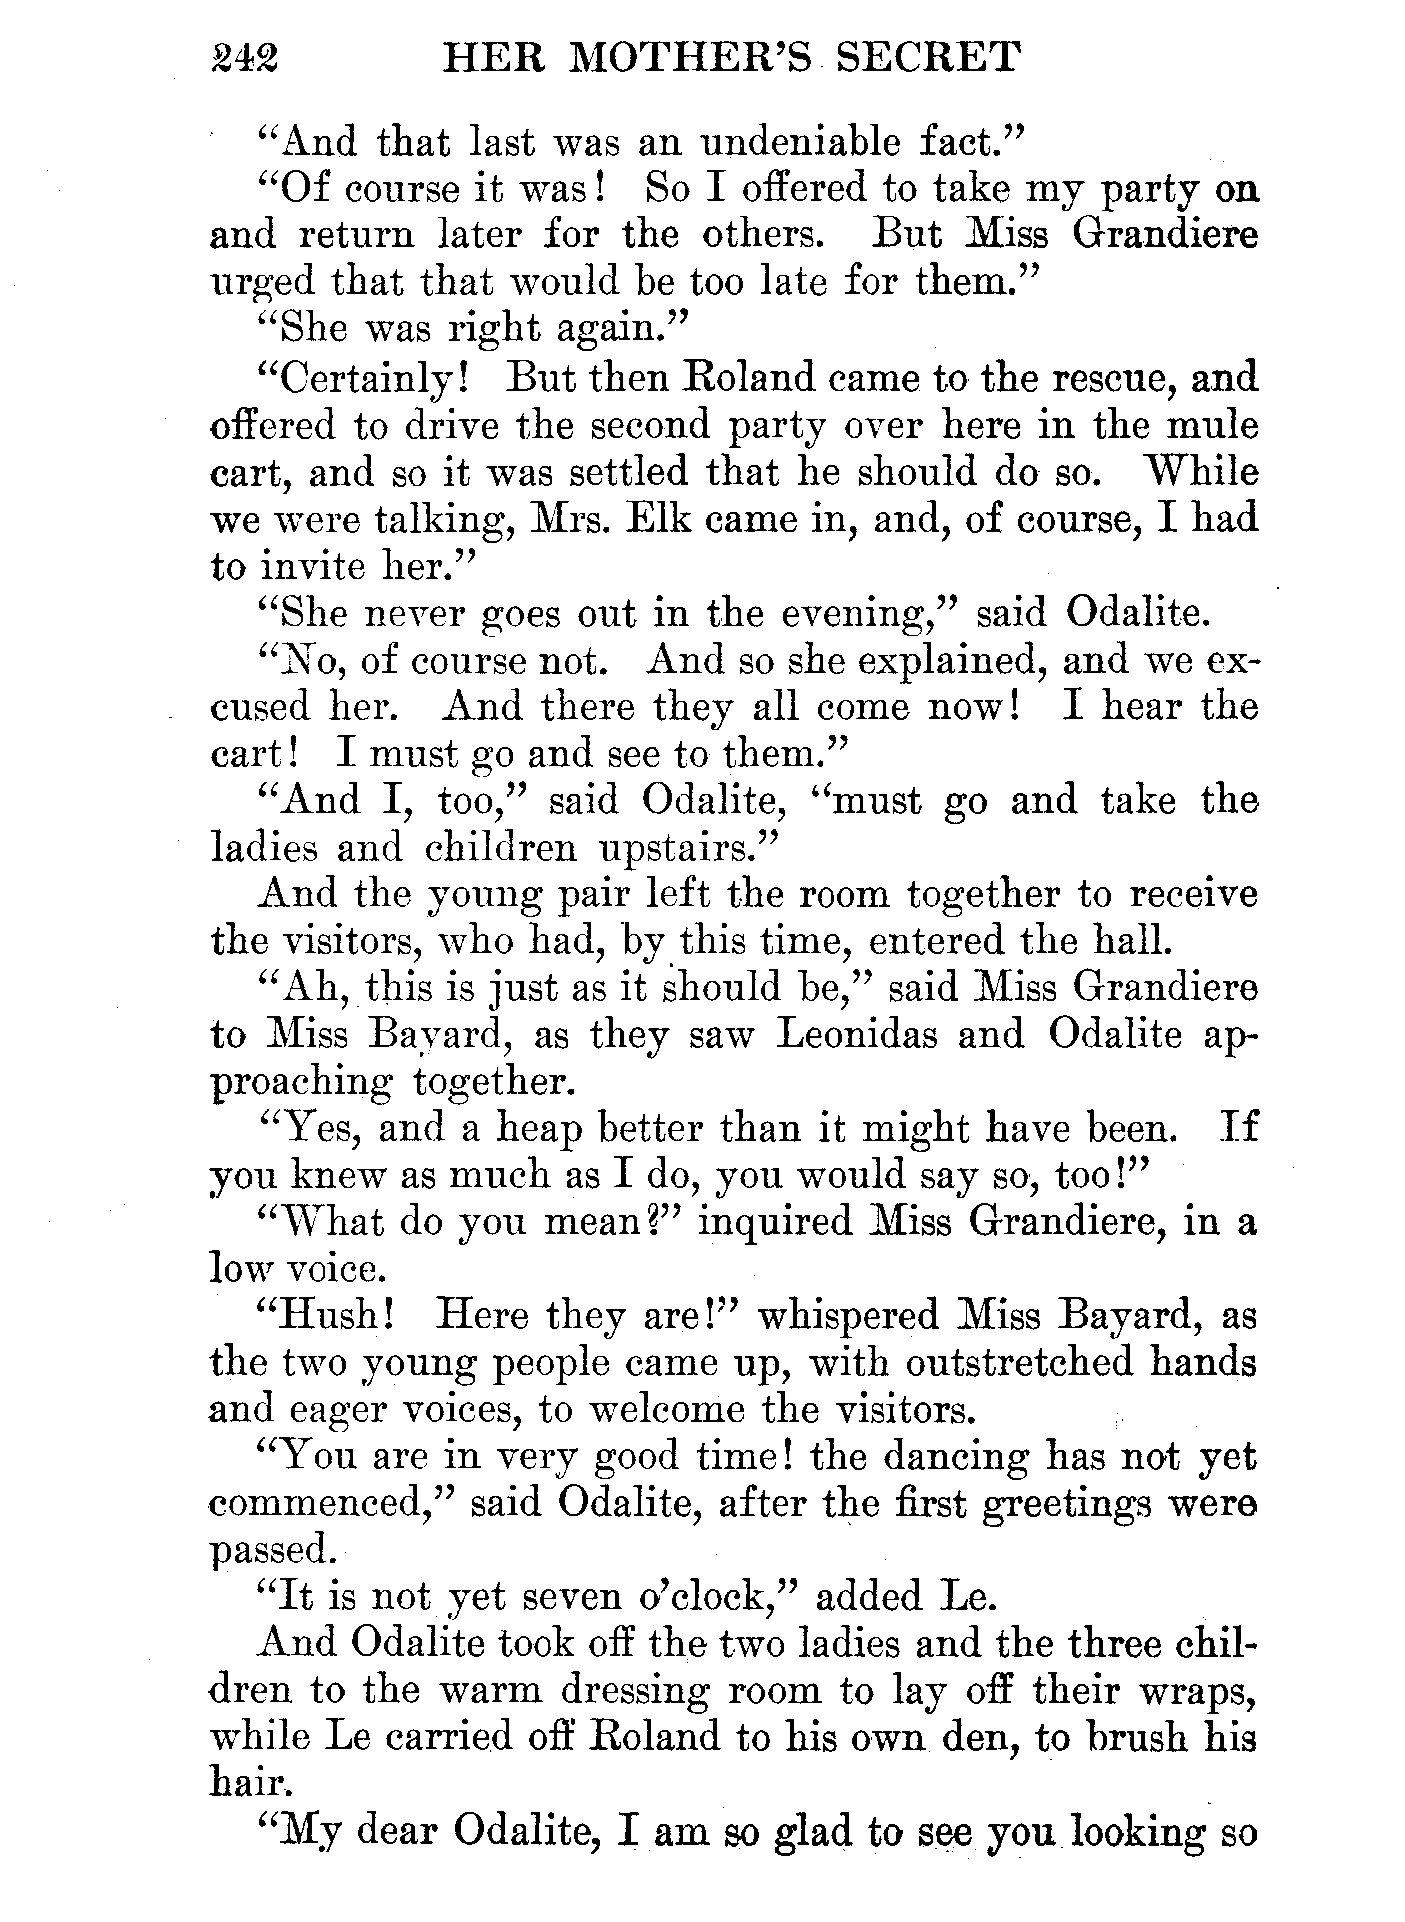 242 HER MOTHER'S SECRET
“And that last was an undeniable fact.”
“Of course it was! So I offered to take my party on
and return later for the others. But Miss Grandiere
urged that that would be too late for them.”
“She was right again.”
“Certainly! But then Roland came to the rescue, and
offered to drive the second party over here in the mule
cart, and so it was settled that he should do so. While
we were talking, Mrs. Elk came in, and, of course, I had
to invite her.”
“She never goes out in the evening,” said Odalite.
“No, of course not. And so she explained, and we ex-
cused her. And there they all come now! I hear the
cart! I must go and see to them.”
“And I, too,” said Odalite, “must go and take the
ladies and children upstairs.”
And the young pair left the room together to receive
the visitors, who had, by this time, entered the hall.
“Ah, this is just as it should be,” said Miss Grandiere
to Miss Bayard, as they saw Leonidas and Odalite ap-
proaching together.
“Yes, and a heap better than it might have been. If
you knew as much as I do, you would say so, too!”
“What do you mean?” inquired Miss Grandiere, in a
low voice.
“Hush! Here they are!” whispered Miss Bayard, as
the two young people came up, with outstretched hands
and eager voices, to welcome the visitors.
“You are in very good time! the dancing has not yet
commenced,” said Odalite, after the first greetings were
passed.
“It is not yet seven o’clock,” added Le.
And Odalite took off the two ladies and the three chil-
dren to the warm dressing room to lay off their wraps,
while Le carried off Roland to his own den, to brush his
hair.
“My dear Odalite, I am so glad to see you looking so